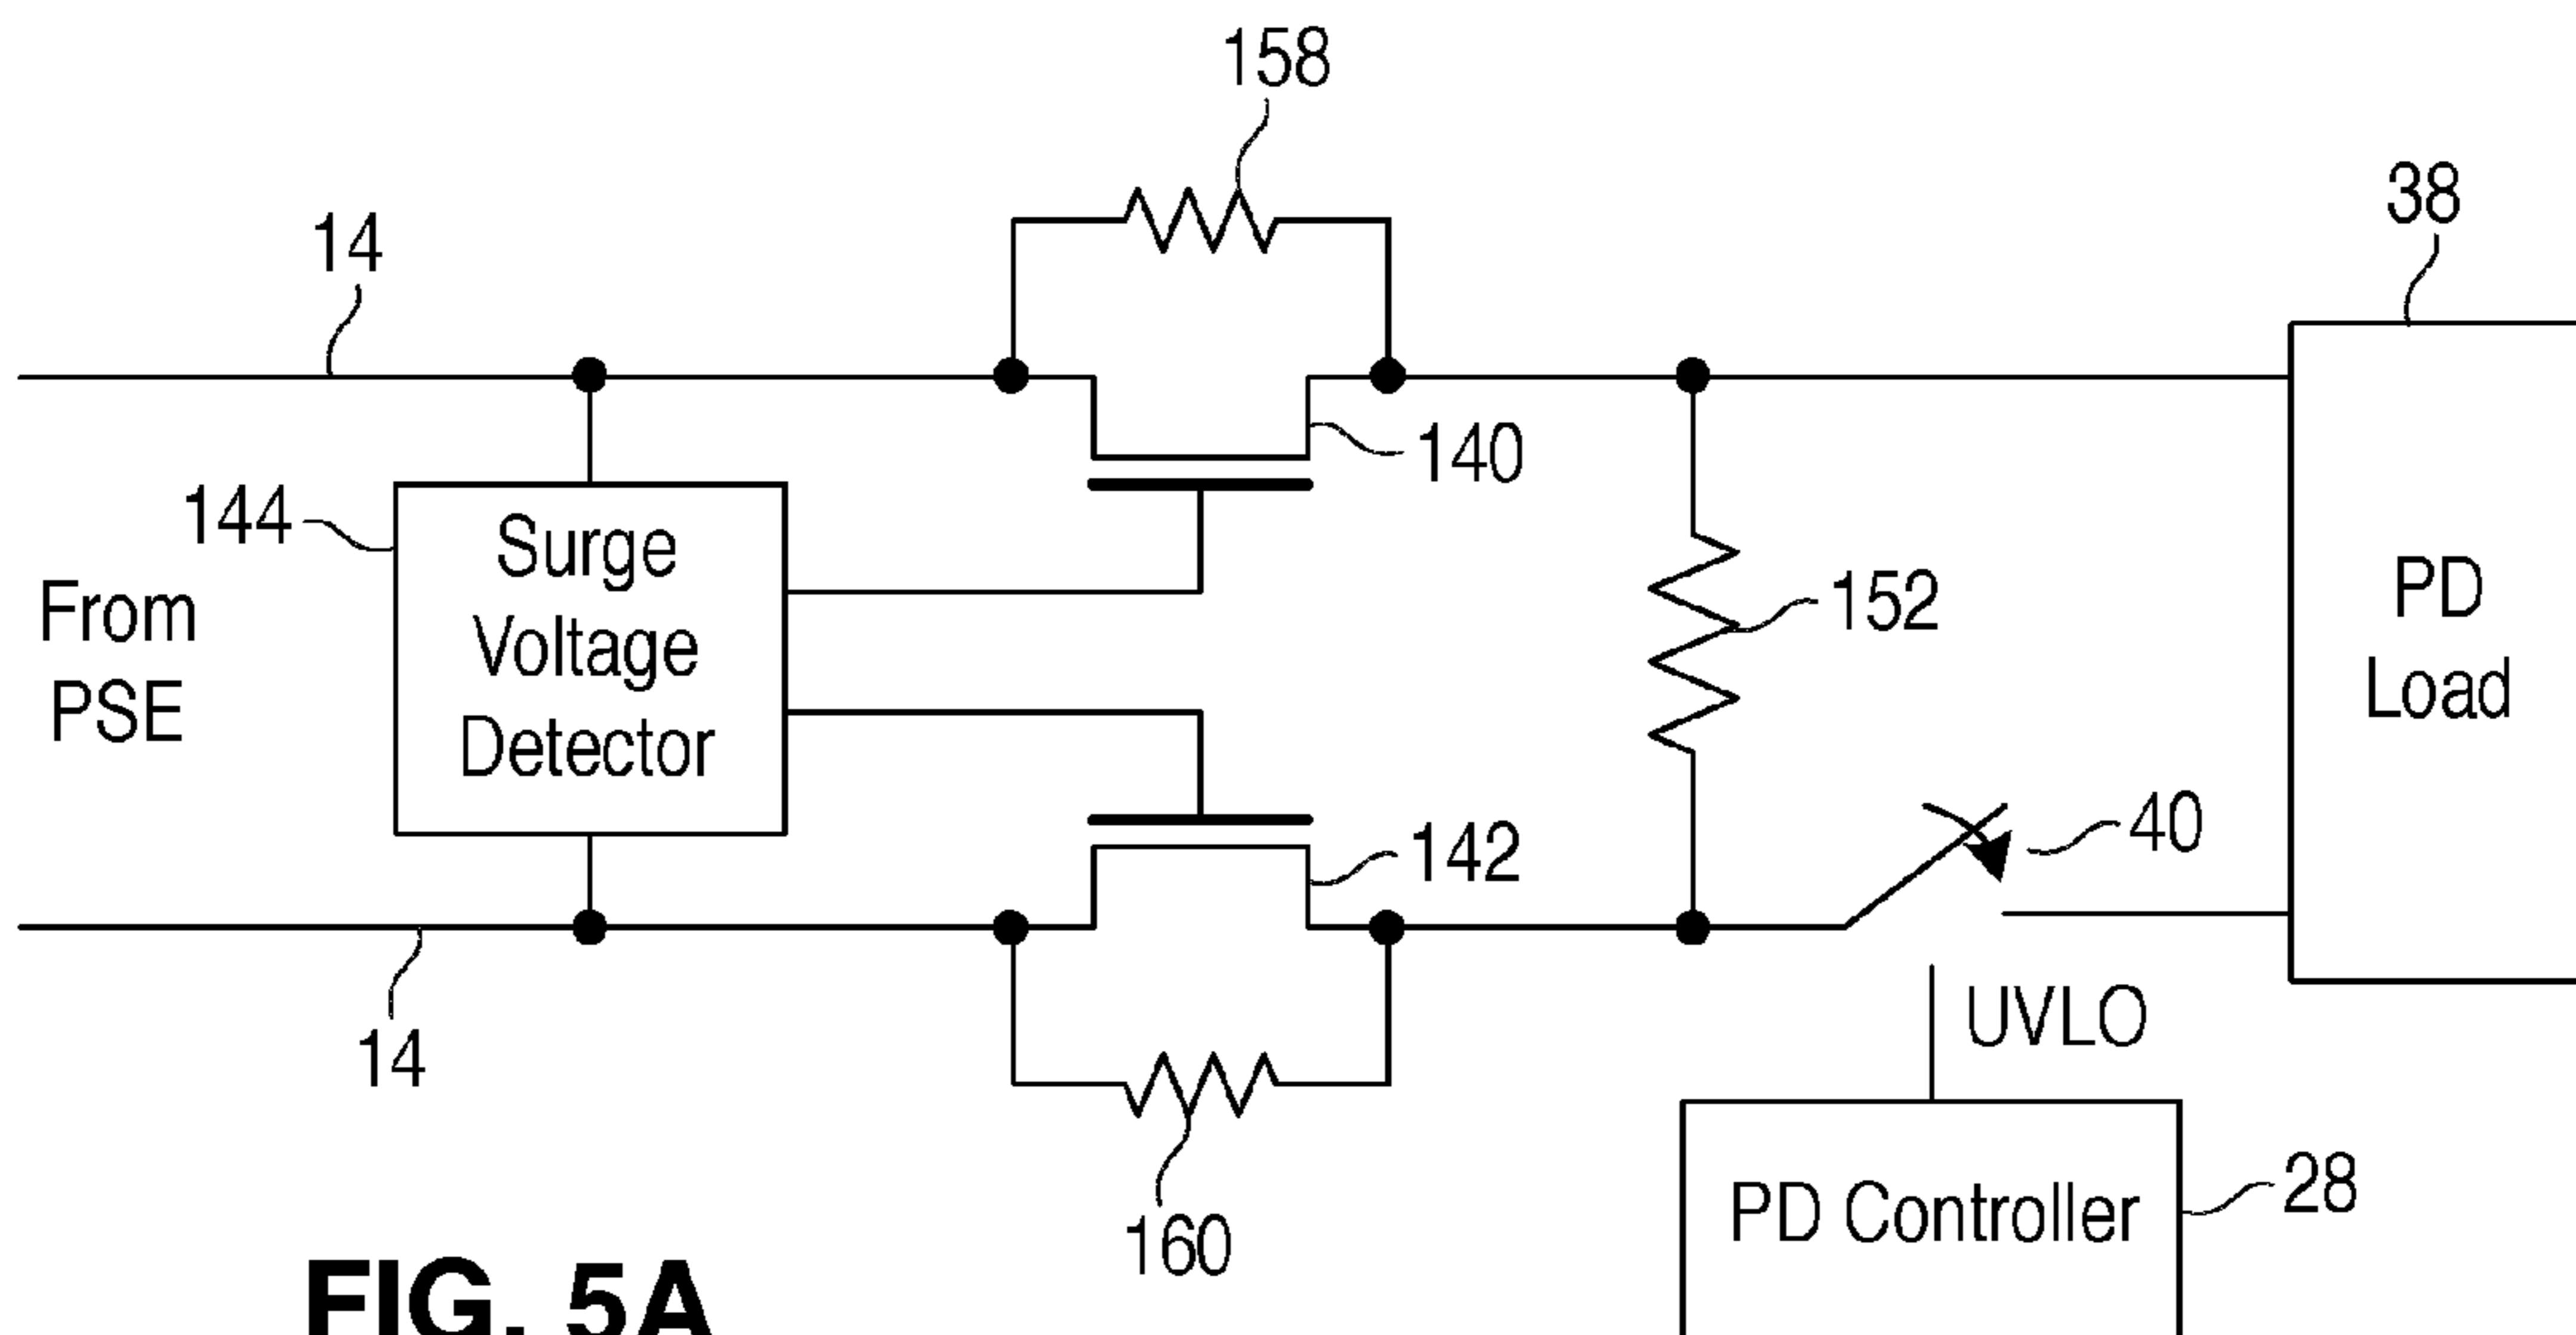 158
14
38
140
144
Surge
Voltage
Detector
From
PSE
152
PD
Load
142
40
14
UVLO
160
PD Controller
28
FIG. 5A